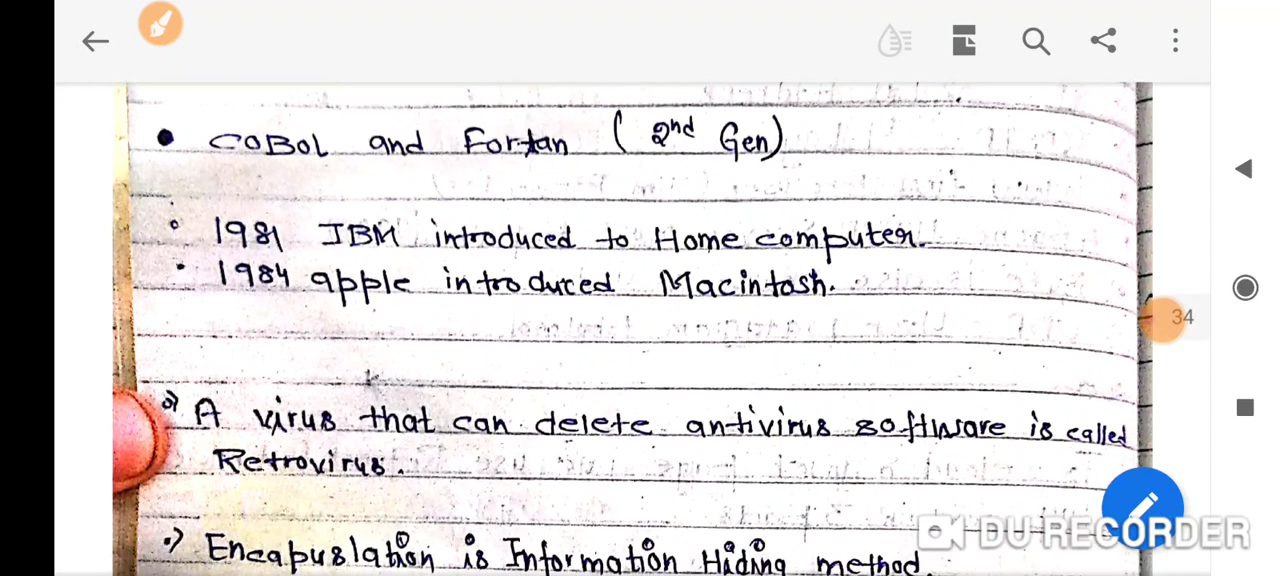 COBOL and Fortan ( 2nd Gen)
1981 IBM introduced to Home computer.
1984 apple introduced Macintosh.
34
A virus that can delete antivirus software is called
Retrovirus.
Encapuslation is Information Hiding method.
DU RECORDER